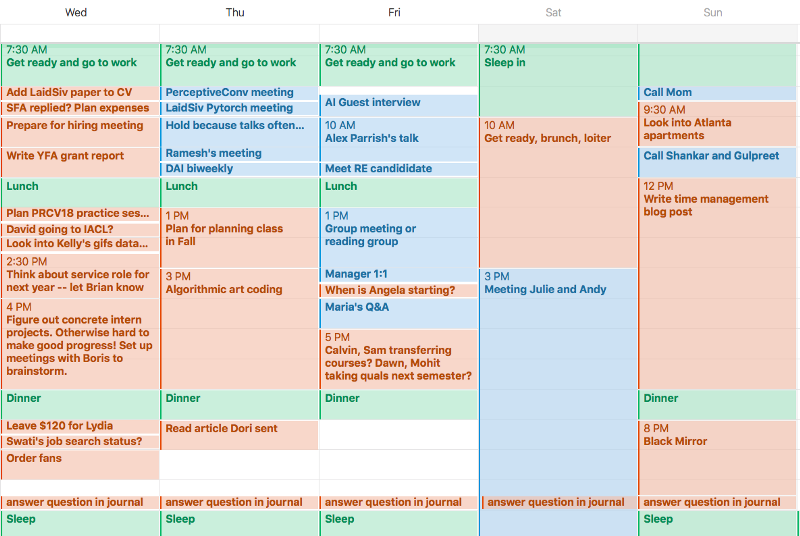 Wed
Thu
Fri
Sat
Sun
7:30 AM
Get ready and go to work
Add LaidSiv paper to CV
SFA replied? Plan expenses
Prepare for hiring meeting
Write YFA grant report
Lunch
Plan PRCV18 practice ses...
David going to IACL?
Look into Kelly's gifs data...
2:30 PM
Think about service role for
next year -- let Brian know
4 PM
Figure out concrete intern
projects. Otherwise hard to
make good progress! Set up
meetings with Boris to
brainstorm.
Dinner
Leave $120 for Lydia
Swati's job search status?
Order fans
answer question in journal
Sleep
7:30 AM
Get ready and go to work
PerceptiveConv meeting
LaidSiv Pytorch meeting
Hold because talks often...
Ramesh's meeting
DAI biweekly
Lunch
1 PM
Plan for planning class
in Fall
3 PM
Algorithmic art coding
Dinner
Read article Dori sent
answer question in journal
Sleep
7:30 AM
Get ready and go to work
AI Guest interview
10 AM
Alex Parrish's talk
Meet RE candididate
Lunch
1 PM
Group meeting or
reading group
Manager 1:1
When is Angela starting?
Maria's Q&A
5 PM
Calvin, Sam transferring
courses? Dawn, Mohit
taking quals next semester?
Dinner
answer question in journal
Sleep
7:30 AM
Sleep in
10 AM
Get ready, brunch, loiter
3 PM
Meeting Julie and Andy
answer question in journal
Call Mom
9:30 AM
Look into Atlanta
apartments
Call Shankar and Gulpreet
12 PM
Write time management
blog post
Dinner
8 PM
Black Mirror
answer question in journal
Sleep